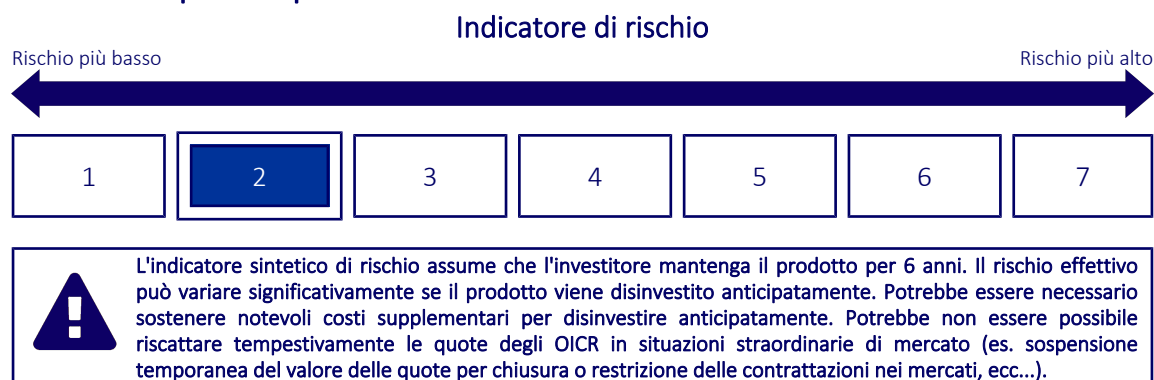 Indicatore di rischio
Rischio più basso
Rischio più alto
1
2
3
4
5
6
7
L'indicatore sintetico di rischio assume che l'investitore mantenga il prodotto per 6 anni. Il rischio effettivo
può variare significativamente se il prodotto viene disinvestito anticipatamente. Potrebbe essere necessario
sostenere notevoli costi supplementari per disinvestire anticipatamente. Potrebbe non essere possibile
riscattare tempestivamente le quote degli OICR in situazioni straordinarie di mercato (es. sospensione
temporanea del valore delle quote per chiusura o restrizione delle contrattazioni nei mercati, ecc...).